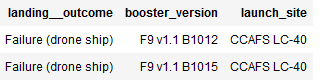 landing__outcome booster_version launch_site
Failure (drone ship) F9 v1.1 B1012 CCAFS LC-40
Failure (drone ship) F9 v1.1 B1015 CCAFS LC-40